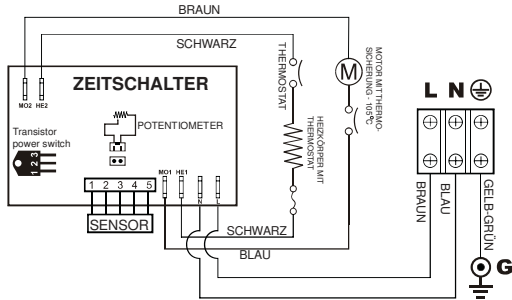 BRAUN
SCHWARZ
ZEITSCHALTER
MO2 HE2
POTENTIOMETER
Transistor
power switch
1 2 3
1 2 3 4 5
MO1 HE1
N L
SENSOR
SCHWARZ
BLAU
THERMOSTAT
HEIZKÖRPER MIT
THERMOSTAT
M
MOTOR MIT THERMO-
SICHERUNG -105°C
L N
BRAUN
BLAU
GELB-GRÜN
G